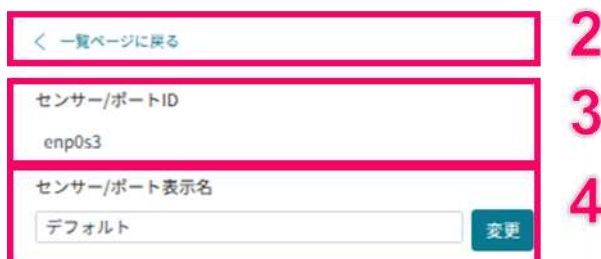 く 一覧ページに戻る
2
センサー/ポートID
3
enp0s3
センサー/ポート表示名
4
デフォルト
変更